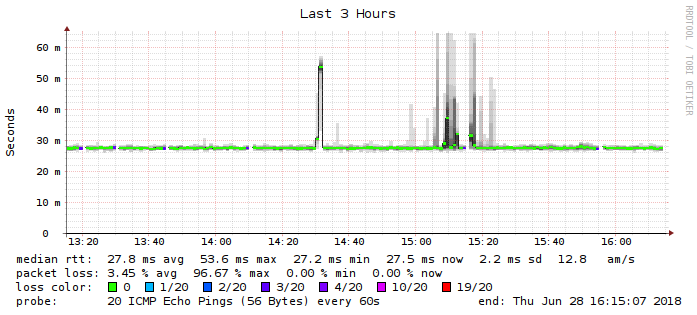 Last 3 Hours
RRDTOOL / TOBI OETIKER
Seconds
60 m
50 m
40 m
30 m
20 m
10 m
0
13:20 13:40 14:00 14:20 14:40 15:00 15:20 15:40 16:00
median rtt: 27.8 ms avg 53.6 ms max 27.2 ms min 27.5 ms now 2.2 ms sd 12.8 am/s
packet loss: 3.45 % avg 96.67 % max 0.00 % min 0.00 % now
loss color: 0 1/20 2/20 3/20 4/20 10/20 19/20
probe: 20 ICMP Echo Pings (56 Bytes) every 60s end: Thu Jun 28 16:15:07 2018